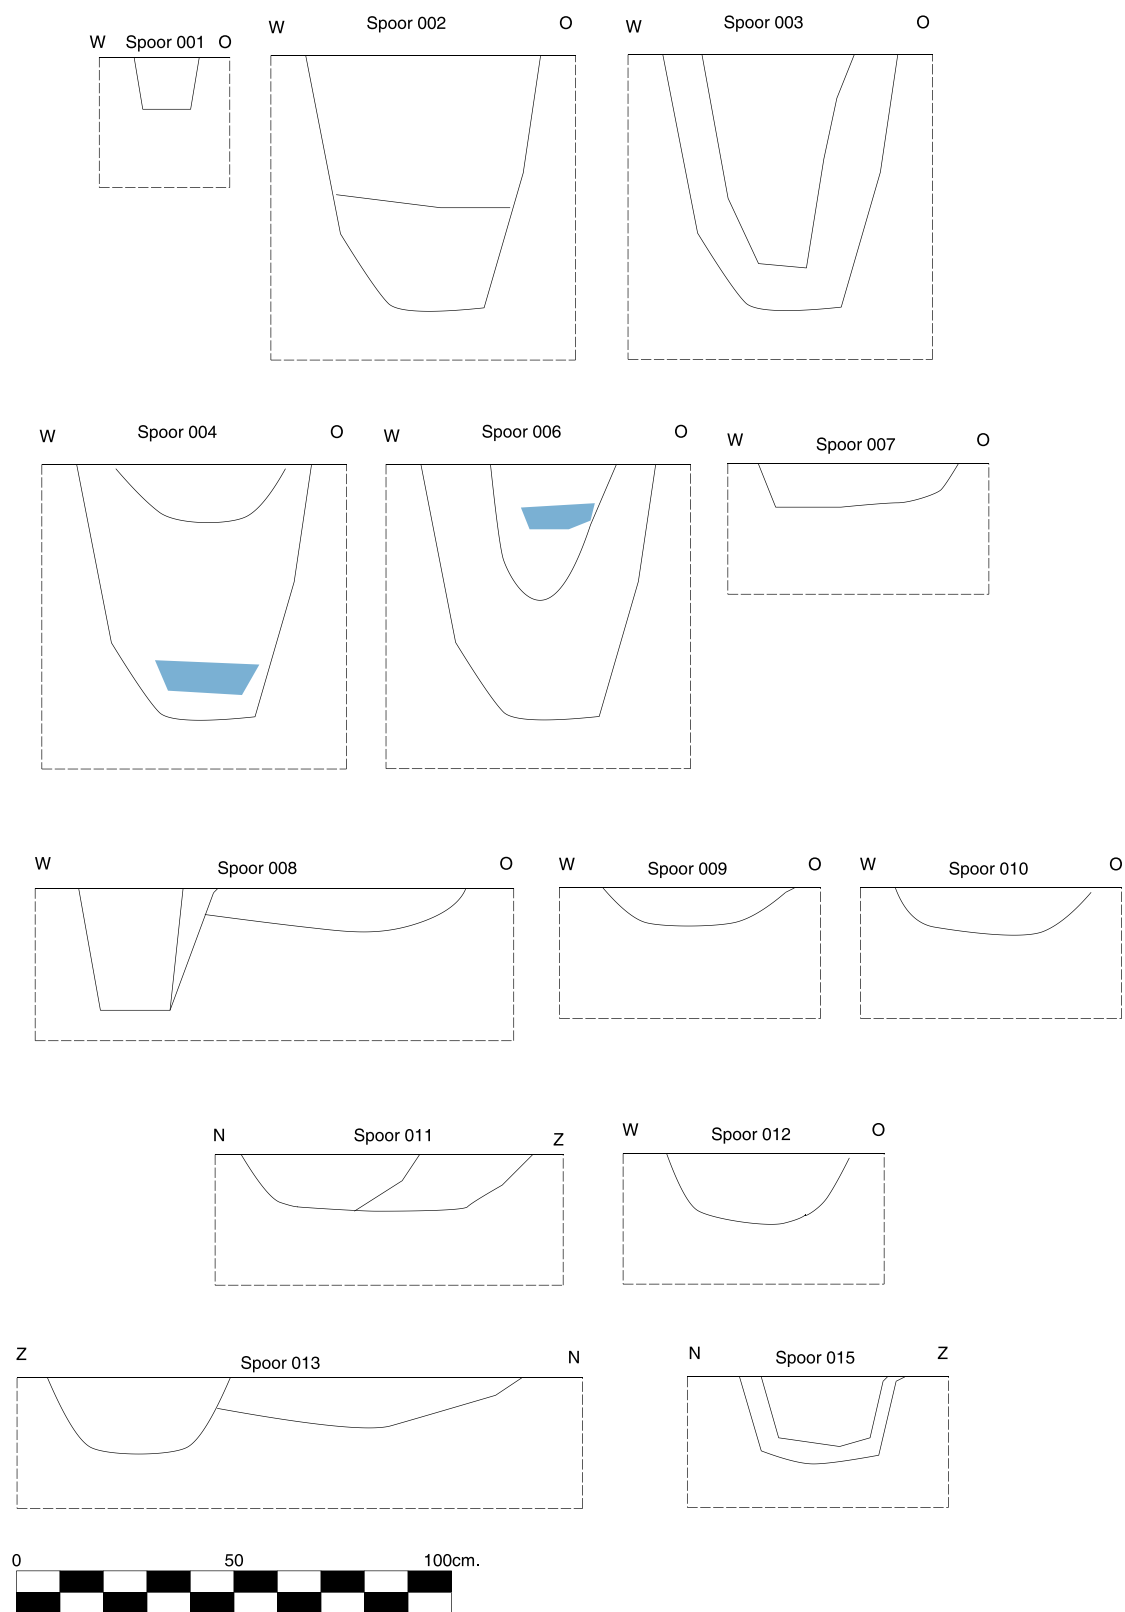 W Spoor 001 O
W Spoor 002 O
W Spoor 003 O
W Spoor 004 O
W Spoor 006 O
W Spoor 007 O
W Spoor 008 O
W Spoor 009 O
W Spoor 010 O
N Spoor 011 Z
W Spoor 012 O
Z Spoor 013 N
N Spoor 015 Z
0 50 100cm.